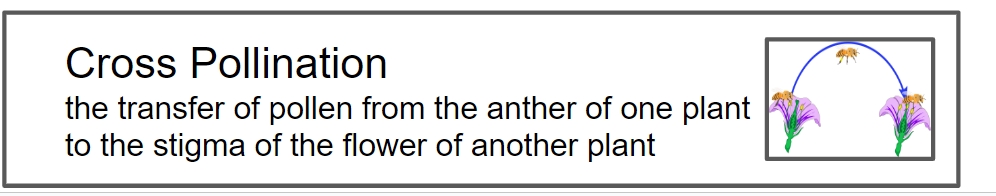 Cross Pollination
the transfer of pollen from the anther of one plant
to the stigma of the flower of another plant